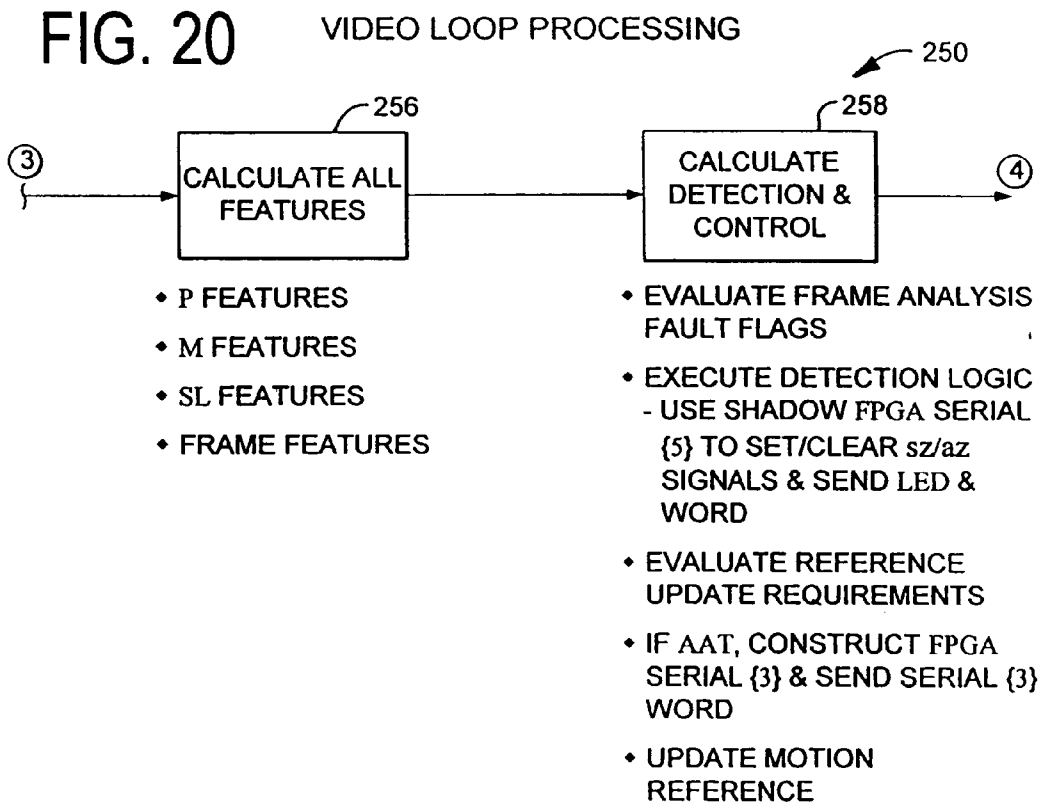 FIG. 20
VIDEO LOOP PROCESSING
250
256
258
3
CALCULATE ALL
FEATURES
CALCULATE
DETECTION &
CONTROL
4
◆ P FEATURES
◆ M FEATURES
◆ SL FEATURES
◆ FRAME FEATURES
◆ EVALUATE FRAME ANALYSIS
FAULT FLAGS
◆ EXECUTE DETECTION LOGIC
- USE SHADOW FPGA SERIAL
{5} TO SET/CLEAR sz/az
SIGNALS & SEND LED &
WORD
◆ EVALUATE REFERENCE
UPDATE REQUIREMENTS
◆ IF AAT, CONSTRUCT FPGA
SERIAL {3} & SEND SERIAL {3}
WORD
◆ UPDATE MOTION
REFERENCE